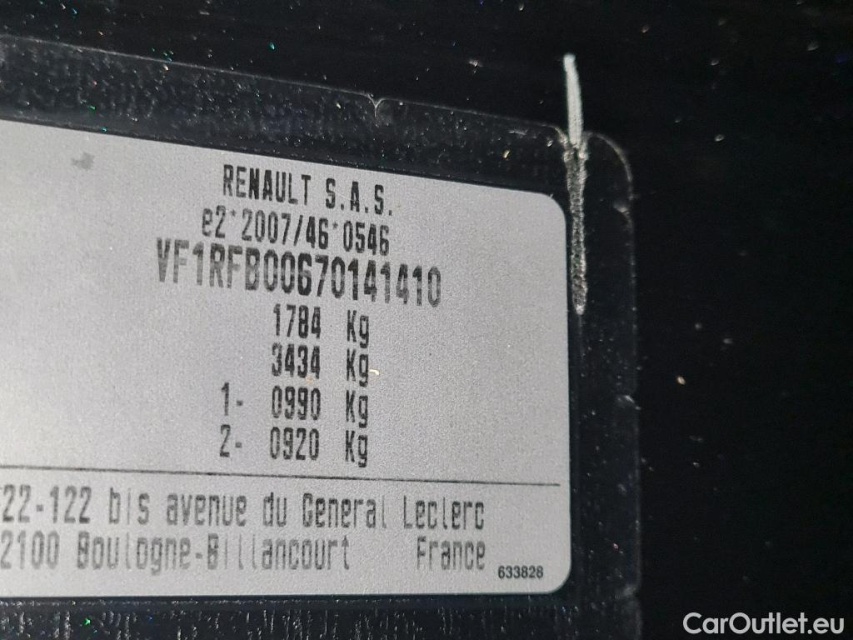 RENAULT S.A.S.
e2*2007/46*0546
VF1RFB00670141410
1784 Kg
3434 Kg
1- 0990 Kg
2- 0920 Kg
22-122 bis avenue du General Leclerc
2100 Boulogne-Billancourt France
633828
CarOutlet.eu